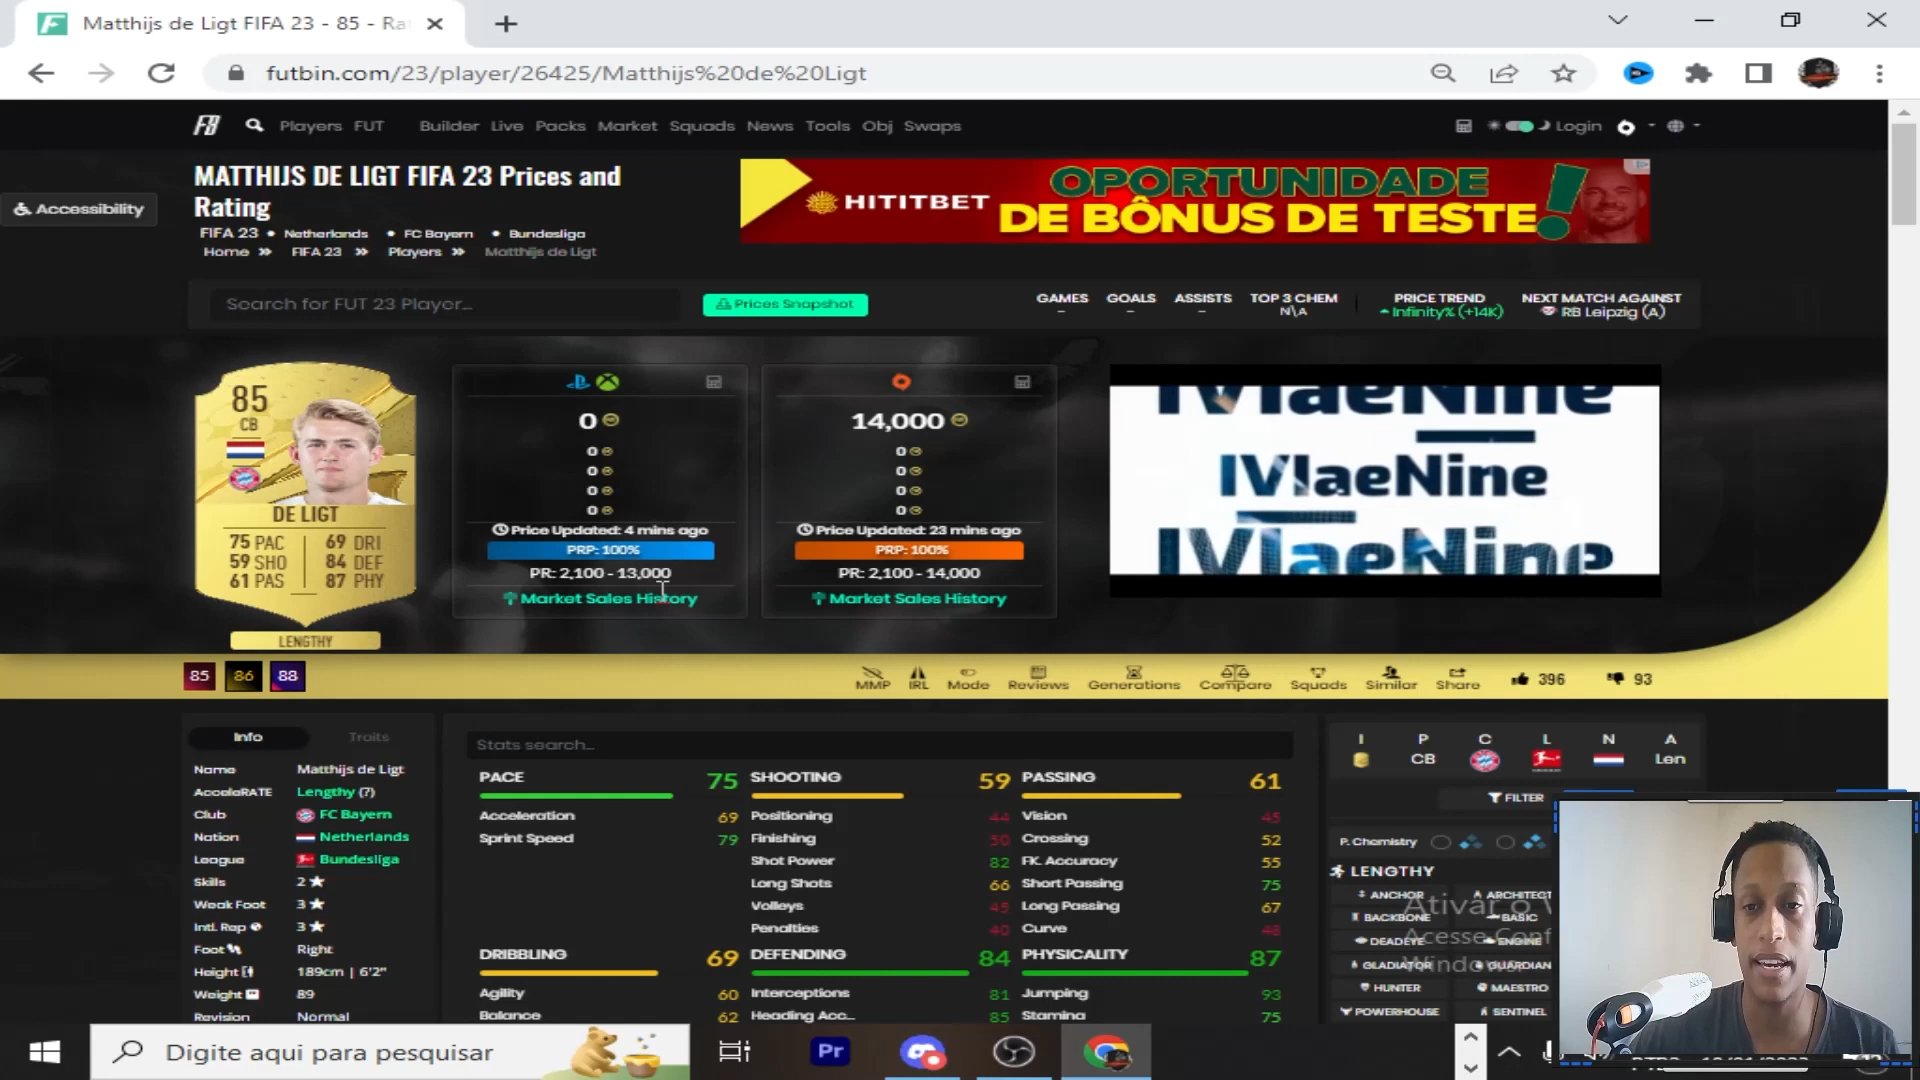 Matthijs de Ligt FIFA 23 - 85 - Ra
futbin.com/23/player/26425/Matthijs%20de%20Ligt
Players FUT Builder Live Packs Market Squads News Tools Obj Swaps Login
MATTHIJS DE LIGT FIFA 23 Prices and
Rating
Accessibility
FIFA 23 • Netherlands • FC Bayern • Bundesliga
Home » FIFA 23 » Players » Matthijs de Ligt
HITITBET
OPORTUNIDADE
DE BÔNUS DE TESTE!
Search for FUT 23 Player...
Prices Snapshot
GAMES GOALS ASSISTS TOP 3 CHEM PRICE TREND NEXT MATCH AGAINST
- - - N\A Infinity% (+14K) RB Leipzig (A)
85
CB
DE LIGT
75 PAC 69 DRI
59 SHO 84 DEF
61 PAS 87 PHY
LENGTHY
0
0
0
0
0
Price Updated: 4 mins ago
PRP: 100%
PR: 2,100 - 13,000
Market Sales History
14,000
0
0
0
0
Price Updated: 23 mins ago
PRP: 100%
PR: 2,100 - 14,000
Market Sales History
IVIaeNine
IVIaeNine
IVIaeNine
85 86 88
MMP IRL Mode Reviews Generations Compare Squads Similar Share 396 93
Info Traits
Name Matthijs de Ligt
AcceleRATE Lengthy (?)
Club FC Bayern
Nation Netherlands
League Bundesliga
Skills 2
Weak Foot 3
Intl. Rep 3
Foot Right
Height 189cm | 6'2"
Weight 89
Revision Normal
Stats search...
PACE 75
Acceleration 69
Sprint Speed 79
SHOOTING 59
Positioning 44
Finishing 50
Shot Power 82
Long Shots 66
Volleys 45
Penalties 40
PASSING 61
Vision 45
Crossing 52
FK. Accuracy 55
Short Passing 75
Long Passing 67
Curve 48
DRIBBLING 69
Agility 60
Balance 62
DEFENDING 84
Interceptions 81
Heading Acc... 85
PHYSICALITY 87
Jumping 93
Stamina 75
I P C L N A
CB Len
FILTER
P. Chemistry
LENGTHY
ANCHOR ARCHITECT
BACKBONE BASIC
DEADEYE ENGINE
GLADIATOR GUARDIAN
HUNTER MAESTRO
POWERHOUSE SENTINEL
Ativar o
Acesse Conf
Windows
Digite aqui para pesquisar
Pr